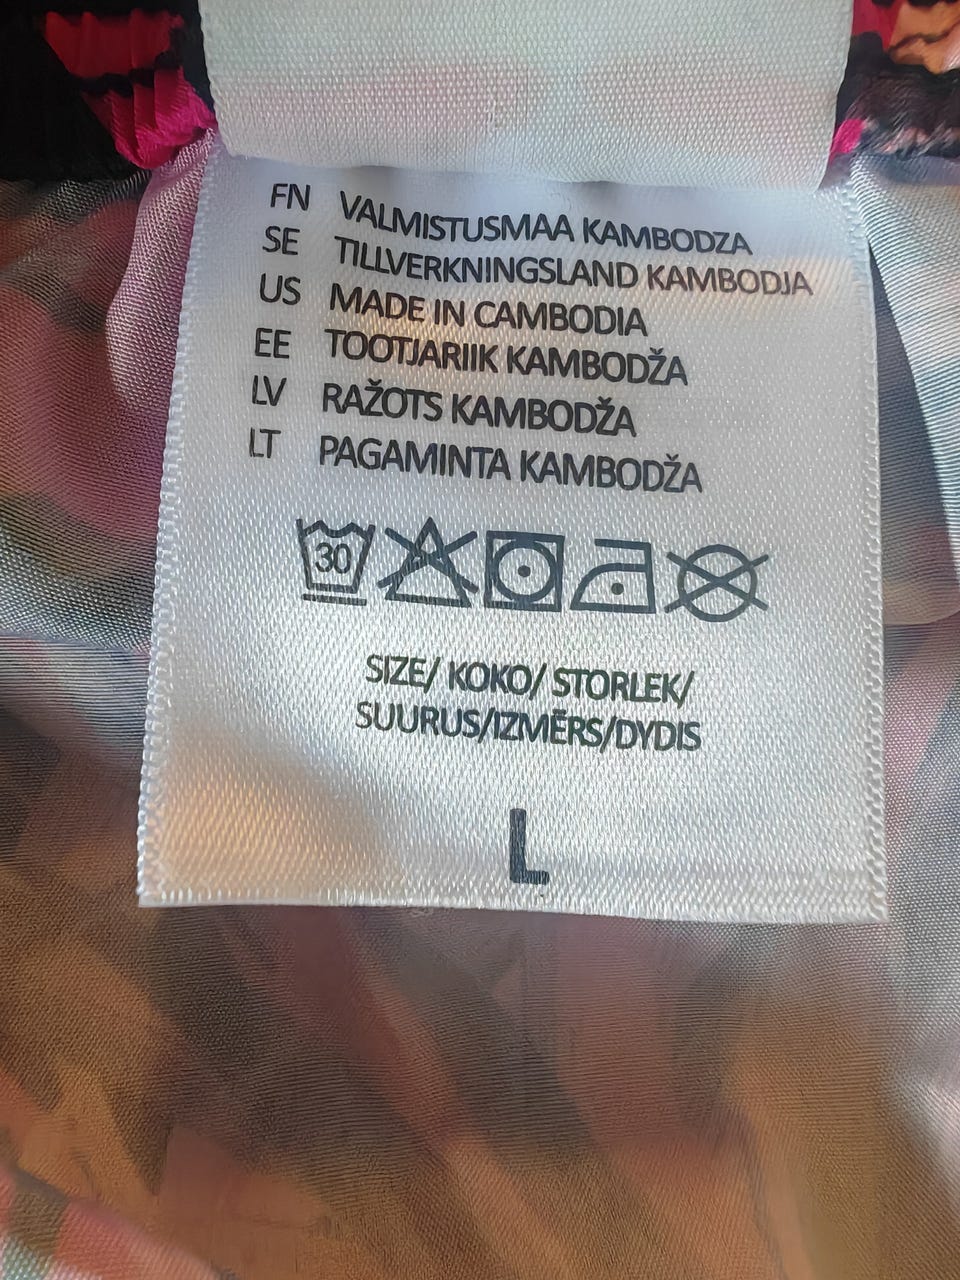 FN VALMISTUSMAA KAMBODZA
SE TILLVERKNINGSLAND KAMBODJA
US MADE IN CAMBODIA
EE TOOTJARIIK KAMBODŽA
LV RAŽOTS KAMBODŽA
LT PAGAMINTA KAMBODŽA
30
SIZE/ KOKO/ STORLEK/
SUURUS/IZMĒRS/DYDIS
L